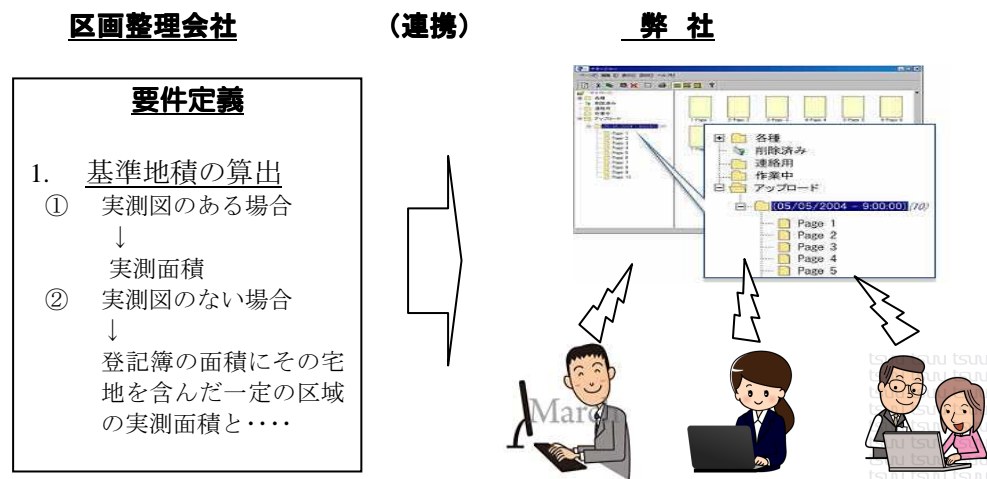 区画整理会社
（連携）
弊 社
要件定義
1. 基準地積の算出
① 実測図のある場合
↓
実測面積
② 実測図のない場合
↓
登記簿の面積にその宅
地を含んだ一定の区域
の実測面積と・・・・
各種
削除済み
連絡用
作業中
アップロード
(05/05/2004 - 9:00:00) (10)
Page 1
Page 2
Page 3
Page 4
Page 5
March
tsuu tsuu